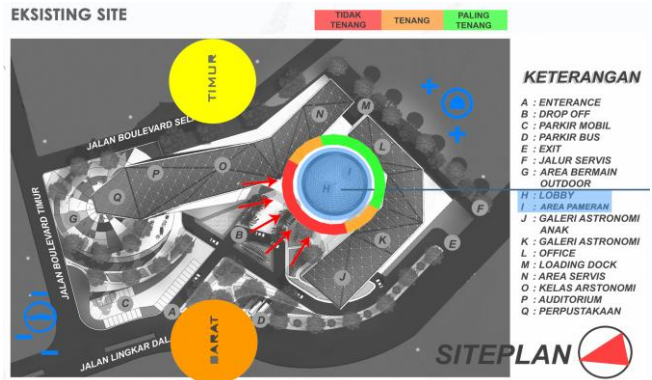 EKSISTING SITE
TIDAK
TENANG
TENANG
PALING
TENANG
TIMUR
JALAN BOULEVARD SEL
JALAN BOULEVARD TIMUR
JALAN LINGKAR DAL
BARAT
N
M
O
P
Q
G
L
I
H
K
F
B
E
J
C
A
D
KETERANGAN
A : ENTERANCE
B : DROP OFF
C : PARKIR MOBIL
D : PARKIR BUS
E : EXIT
F : JALUR SERVIS
G : AREA BERMAIN
OUTDOOR
H : LOBBY
I : AREA PAMERAN
J : GALERI ASTRONOMI
ANAK
K : GALERI ASTRONOMI
L : OFFICE
M : LOADING DOCK
N : AREA SERVIS
O : KELAS ARSTONOMI
P : AUDITORIUM
Q : PERPUSTAKAAN
SITEPLAN